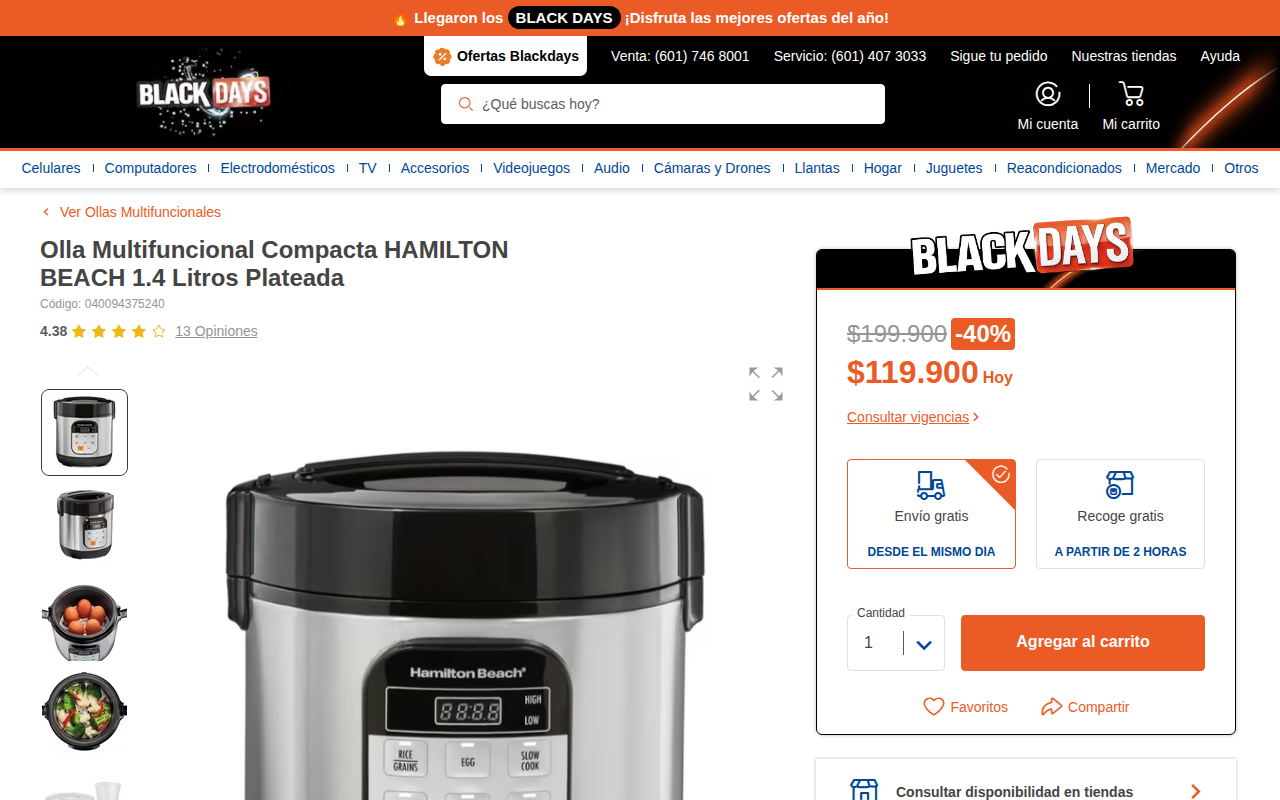 🔥 Llegaron los BLACK DAYS ¡Disfruta las mejores ofertas del año!
Ofertas Blackdays
Venta: (601) 746 8001
Servicio: (601) 407 3033
Sigue tu pedido
Nuestras tiendas
Ayuda
BLACK DAYS
¿Qué buscas hoy?
Mi cuenta
Mi carrito
Celulares
Computadores
Electrodomésticos
TV
Accesorios
Videojuegos
Audio
Cámaras y Drones
Llantas
Hogar
Juguetes
Reacondicionados
Mercado
Otros
Ver Ollas Multifuncionales
Olla Multifuncional Compacta HAMILTON
BEACH 1.4 Litros Plateada
Código: 040094375240
4.38
13 Opiniones
Hamilton Beach
88:88
HIGH
LOW
RICE
GRAINS
EGG
SLOW
COOK
BLACK DAYS
$199.900 -40%
$119.900 Hoy
Consultar vigencias
Envío gratis
DESDE EL MISMO DIA
Recoge gratis
A PARTIR DE 2 HORAS
Cantidad
1
Agregar al carrito
Favoritos
Compartir
Consultar disponibilidad en tiendas